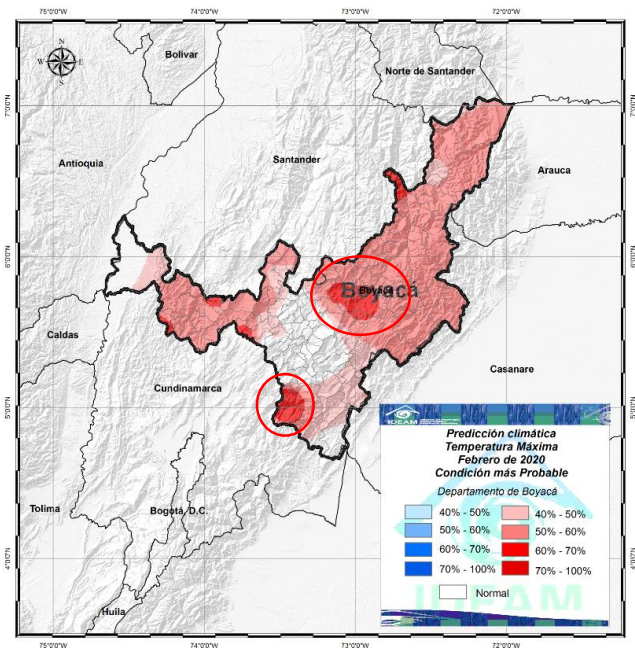 75°0'0"W 74°0'0"W 73°0'0"W 72°0'0"W
N
W E
S
Bolivar
Norte de Santander
7°0'0"N 7°0'0"N
Antioquia
Santander
Arauca
6°0'0"N 6°0'0"N
Boyacá
Boyacá
Caldas
Casanare
Cundinamarca
5°0'0"N 5°0'0"N
Tolima
Bogotá, D.C.
4°0'0"N 4°0'0"N
Huila
75°0'0"W 74°0'0"W 73°0'0"W 72°0'0"W
IDEAM
Predicción climática
Temperatura Máxima
Febrero de 2020
Condición más Probable
Departamento de Boyacá
40% - 50% 40% - 50%
50% - 60% 50% - 60%
60% - 70% 60% - 70%
70% - 100% 70% - 100%
Normal
IDEAM